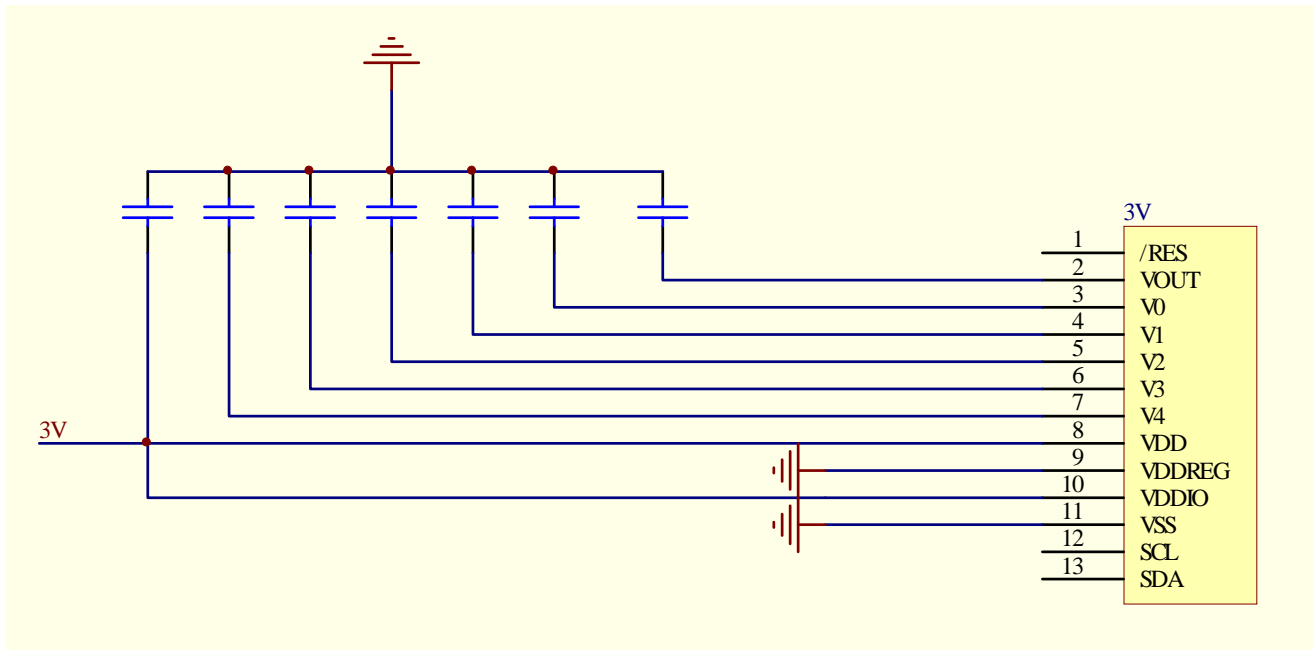 3V
1 /RES
2 VOUT
3 V0
4 V1
5 V2
6 V3
7 V4
3V
8 VDD
9 VDDREG
10 VDDIO
11 VSS
12 SCL
13 SDA